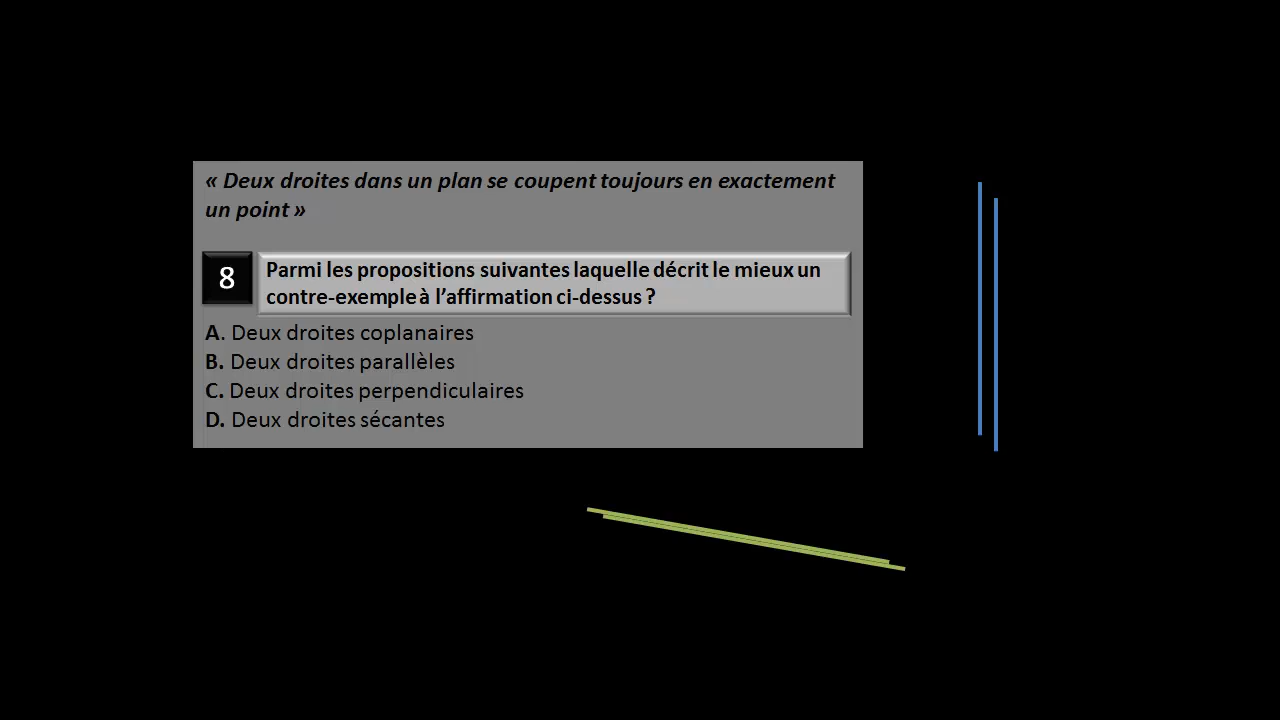 « Deux droites dans un plan se coupent toujours en exactement
un point »
8
Parmi les propositions suivantes laquelle décrit le mieux un
contre-exemple à l’affirmation ci-dessus ?
A. Deux droites coplanaires
B. Deux droites parallèles
C. Deux droites perpendiculaires
D. Deux droites sécantes